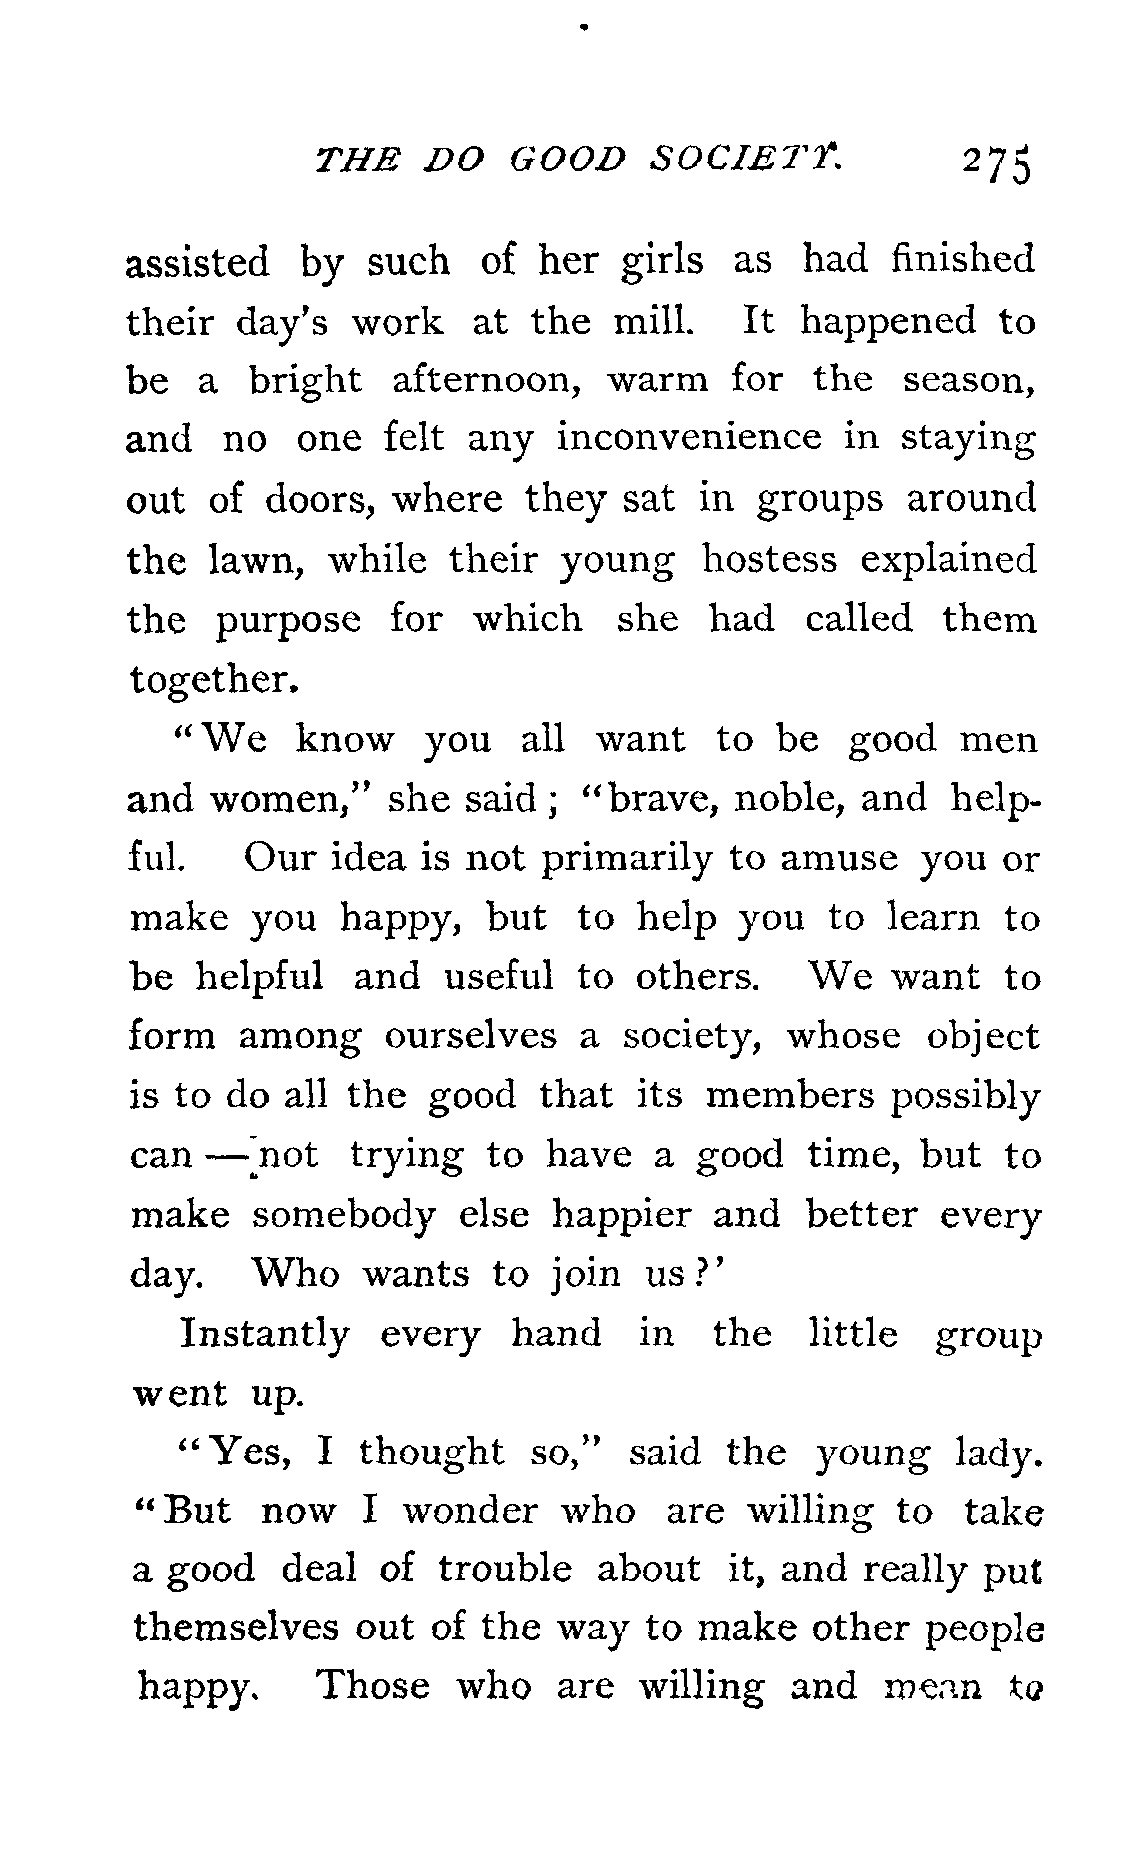 THE DO GOOD SOCIETY. 275
assisted by such of her girls as had finished
their day's work at the mill. It happened to
be a bright afternoon, warm for the season,
and no one felt any inconvenience in staying
out of doors, where they sat in groups around
the lawn, while their young hostess explained
the purpose for which she had called them
together.
"We know you all want to be good men
and women," she said; "brave, noble, and help-
ful. Our idea is not primarily to amuse you or
make you happy, but to help you to learn to
be helpful and useful to others. We want to
form among ourselves a society, whose object
is to do all the good that its members possibly
can — not trying to have a good time, but to
make somebody else happier and better every
day. Who wants to join us?'
Instantly every hand in the little group
went up.
"Yes, I thought so," said the young lady.
"But now I wonder who are willing to take
a good deal of trouble about it, and really put
themselves out of the way to make other people
happy. Those who are willing and mean to